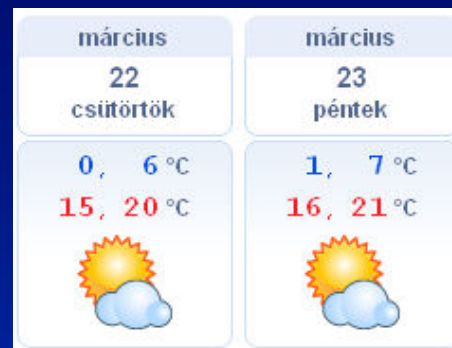 március
22
csütörtök
0, 6 °C
15, 20 °C
március
23
péntek
1, 7 °C
16, 21 °C